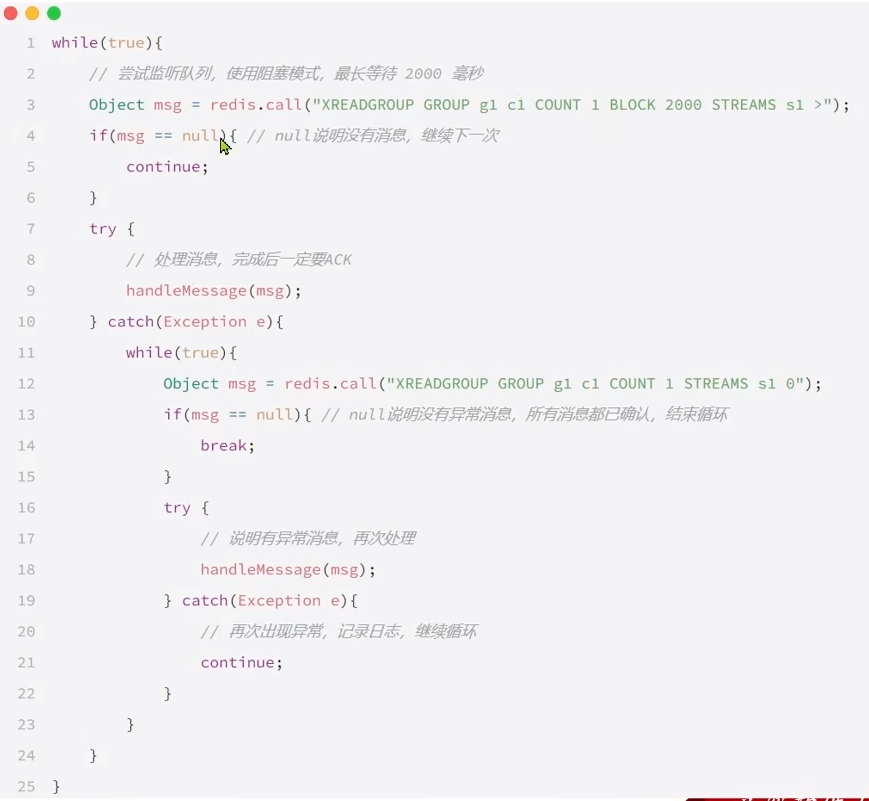 1 while(true){
2 // 尝试监听队列，使用阻塞模式，最长等待 2000 毫秒
3 Object msg = redis.call("XREADGROUP GROUP g1 c1 COUNT 1 BLOCK 2000 STREAMS s1 >");
4 if(msg == null){ // null说明没有消息，继续下一次
5 continue;
6 }
7 try {
8 // 处理消息，完成后一定要ACK
9 handleMessage(msg);
10 } catch(Exception e){
11 while(true){
12 Object msg = redis.call("XREADGROUP GROUP g1 c1 COUNT 1 STREAMS s1 0");
13 if(msg == null){ // null说明没有异常消息，所有消息都已确认，结束循环
14 break;
15 }
16 try {
17 // 说明有异常消息，再次处理
18 handleMessage(msg);
19 } catch(Exception e){
20 // 再次出现异常，记录日志，继续循环
21 continue;
22 }
23 }
24 }
25 }